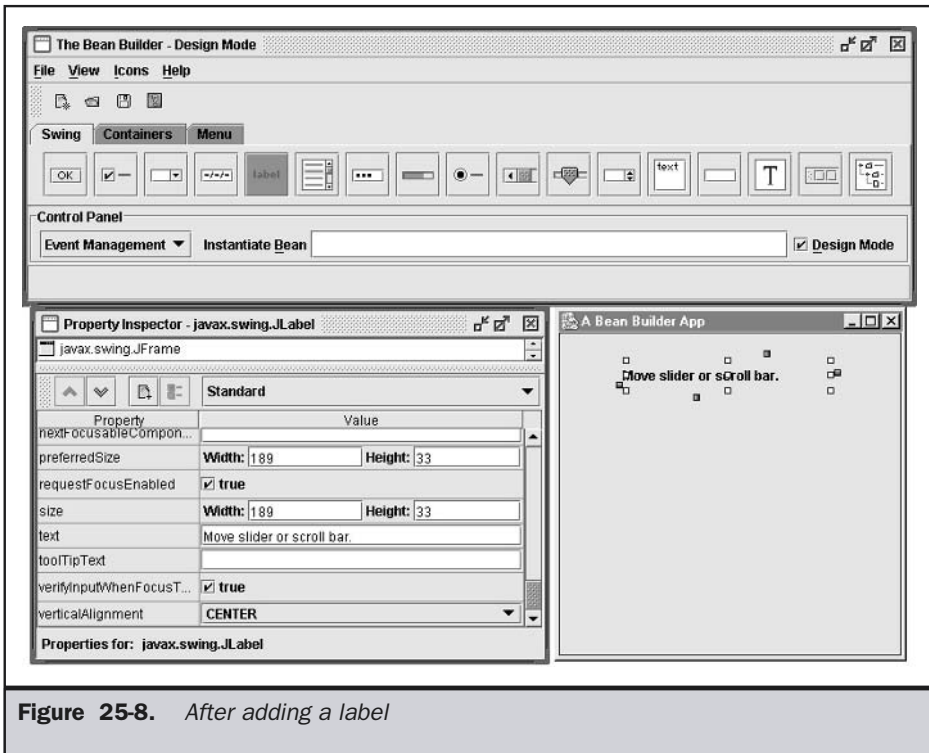 The Bean Builder - Design Mode
File View Icons Help
Swing Containers Menu
OK
-/-/-
label
text
T
Control Panel
Event Management Instantiate Bean Design Mode
Property Inspector - javax.swing.JLabel
javax.swing.JFrame
Standard
Property Value
nextFocusableCompon...
preferredSize Width: 189 Height: 33
requestFocusEnabled true
size Width: 189 Height: 33
text Move slider or scroll bar.
toolTipText
verifyInputWhenFocusT... true
verticalAlignment CENTER
Properties for: javax.swing.JLabel
A Bean Builder App
Move slider or scroll bar.
Figure 25-8. After adding a label